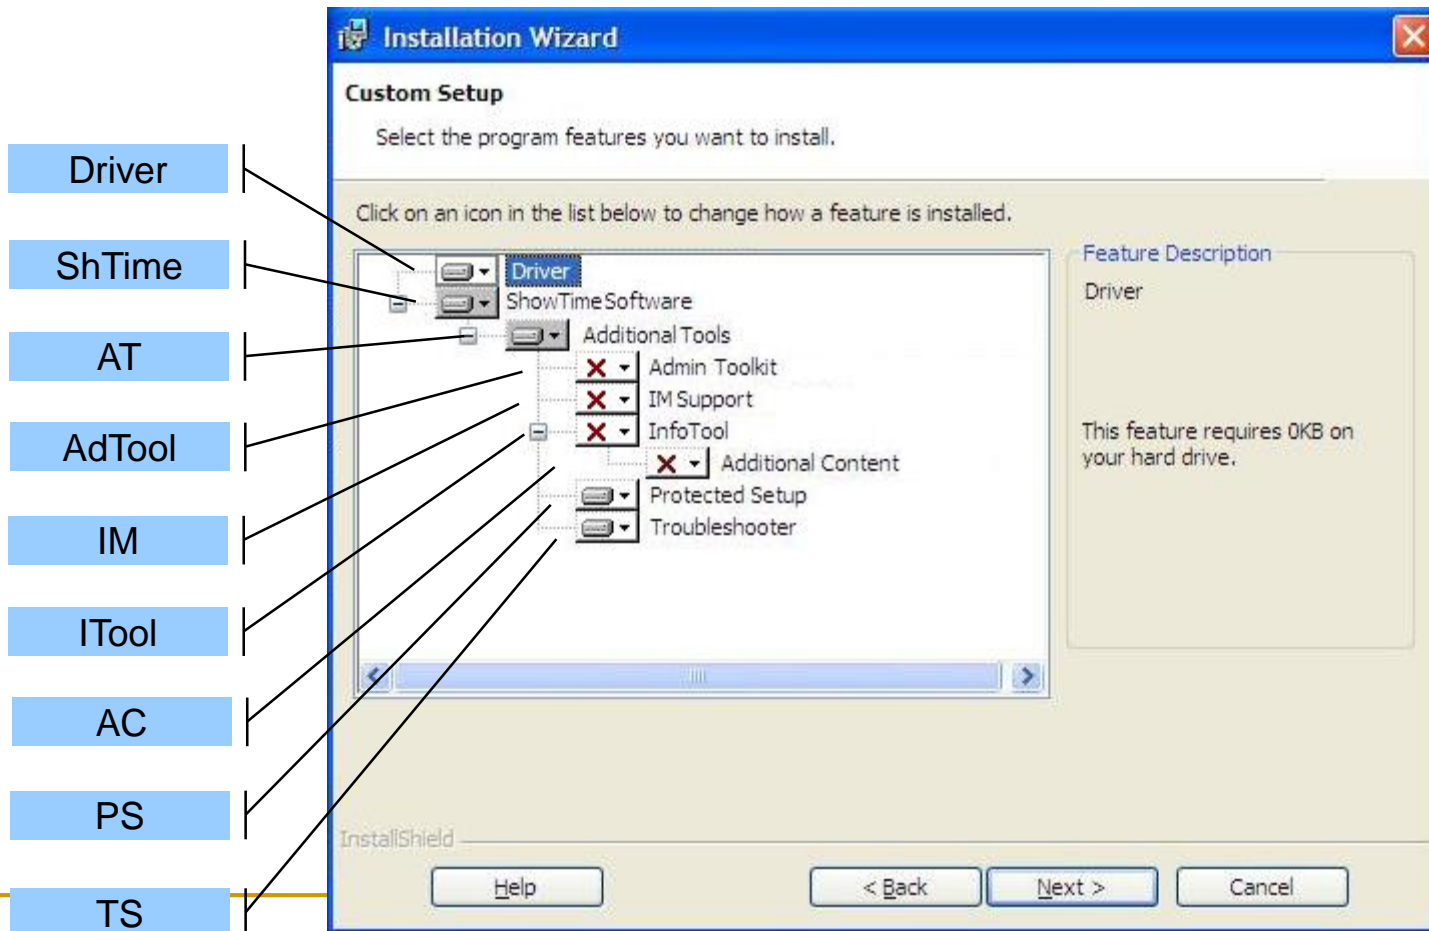 Installation Wizard
Custom Setup
Select the program features you want to install.
Click on an icon in the list below to change how a feature is installed.
Driver
ShTime
AT
AdTool
IM
ITool
AC
PS
TS
Driver
ShowTimeSoftware
Additional Tools
Admin Toolkit
IM Support
InfoTool
Additional Content
Protected Setup
Troubleshooter
Feature Description
Driver
This feature requires 0KB on
your hard drive.
InstallShield
Help
< Back
Next >
Cancel